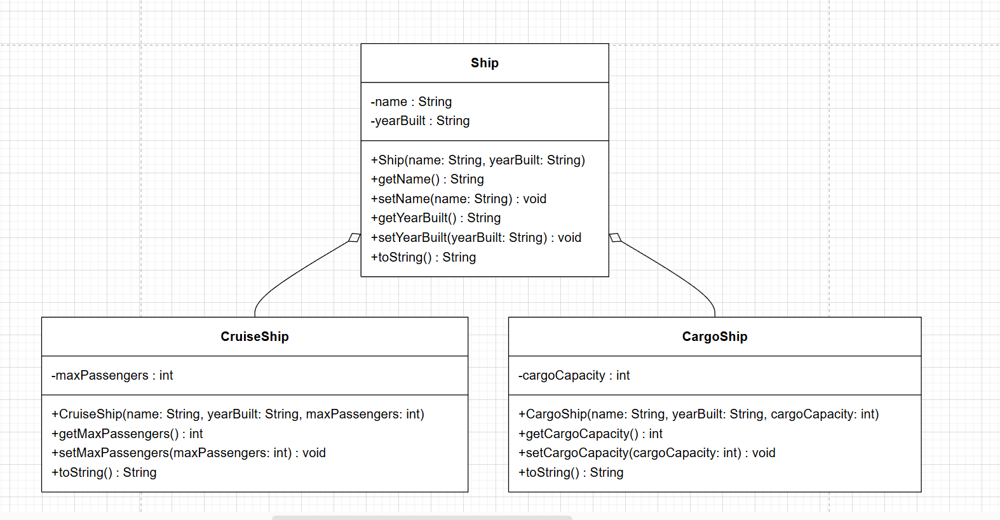 Ship
-name : String
-yearBuilt : String
+Ship(name: String, yearBuilt: String)
+getName() : String
+setName(name: String) : void
+getYearBuilt() : String
+setYearBuilt(yearBuilt: String) : void
+toString() : String
CruiseShip
-maxPassengers : int
+CruiseShip(name: String, yearBuilt: String, maxPassengers: int)
+getMaxPassengers() : int
+setMaxPassengers(maxPassengers: int) : void
+toString() : String
CargoShip
-cargoCapacity : int
+CargoShip(name: String, yearBuilt: String, cargoCapacity: int)
+getCargoCapacity() : int
+setCargoCapacity(cargoCapacity: int) : void
+toString() : String